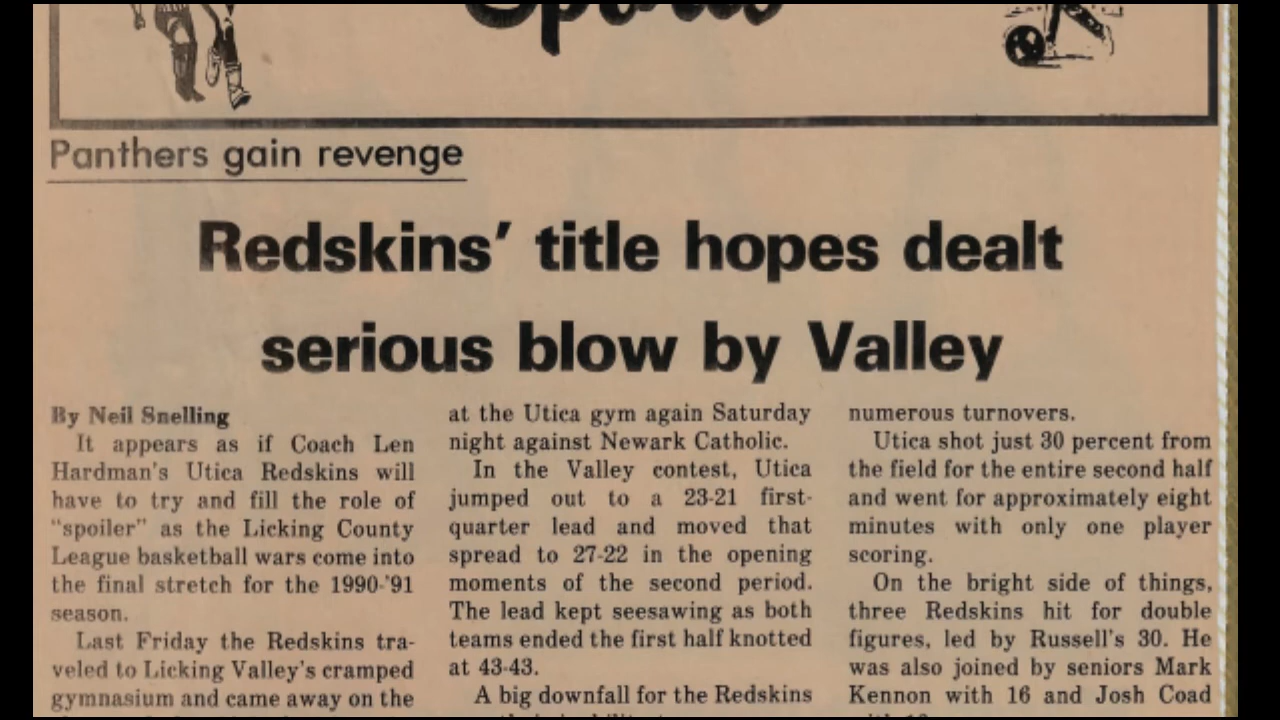 Sports
Panthers gain revenge
Redskins' title hopes dealt
serious blow by Valley
By Neil Snelling
It appears as if Coach Len
Hardman's Utica Redskins will
have to try and fill the role of
"spoiler" as the Licking County
League basketball wars come into
the final stretch for the 1990-'91
season.
Last Friday the Redskins tra-
veled to Licking Valley's cramped
gymnasium and came away on the
at the Utica gym again Saturday
night against Newark Catholic.
In the Valley contest, Utica
jumped out to a 23-21 first-
quarter lead and moved that
spread to 27-22 in the opening
moments of the second period.
The lead kept seesawing as both
teams ended the first half knotted
at 43-43.
A big downfall for the Redskins
numerous turnovers.
Utica shot just 30 percent from
the field for the entire second half
and went for approximately eight
minutes with only one player
scoring.
On the bright side of things,
three Redskins hit for double
figures, led by Russell's 30. He
was also joined by seniors Mark
Kennon with 16 and Josh Coad